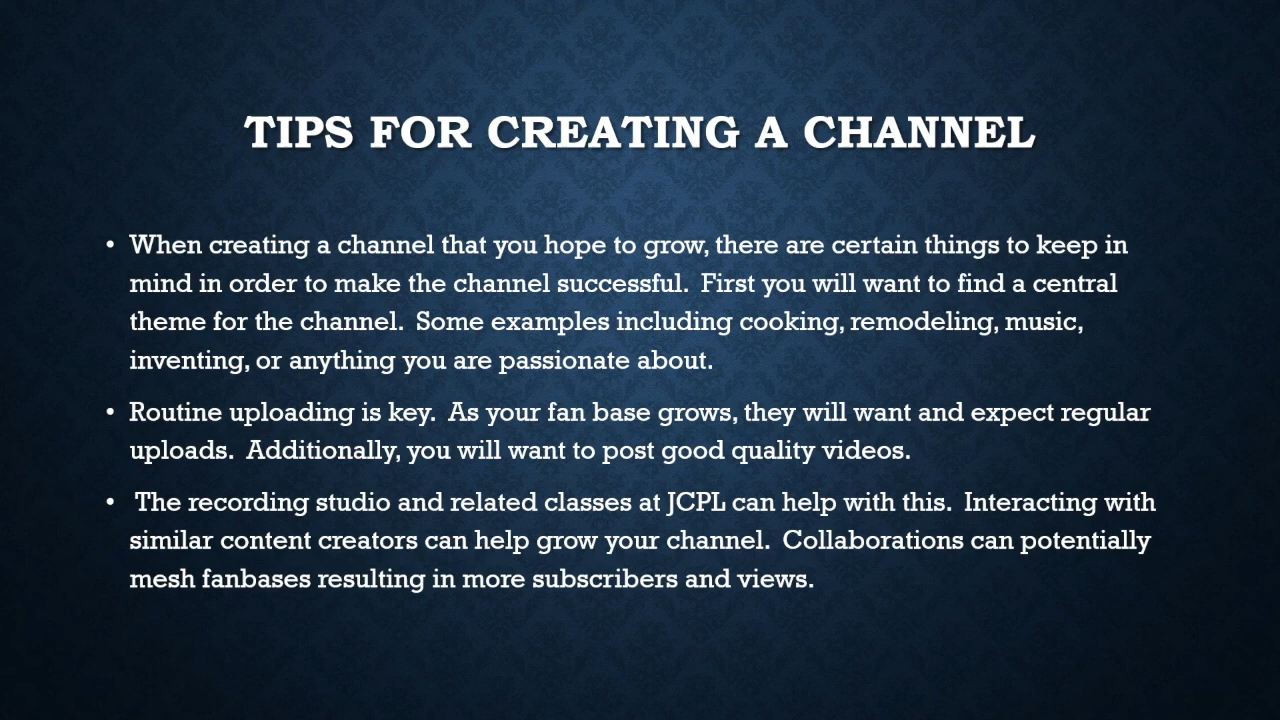 TIPS FOR CREATING A CHANNEL
• When creating a channel that you hope to grow, there are certain things to keep in
mind in order to make the channel successful.  First you will want to find a central
theme for the channel.  Some examples including cooking, remodeling, music,
inventing, or anything you are passionate about.
• Routine uploading is key.  As your fan base grows, they will want and expect regular
uploads.  Additionally, you will want to post good quality videos.
•  The recording studio and related classes at JCPL can help with this.  Interacting with
similar content creators can help grow your channel.  Collaborations can potentially
mesh fanbases resulting in more subscribers and views.